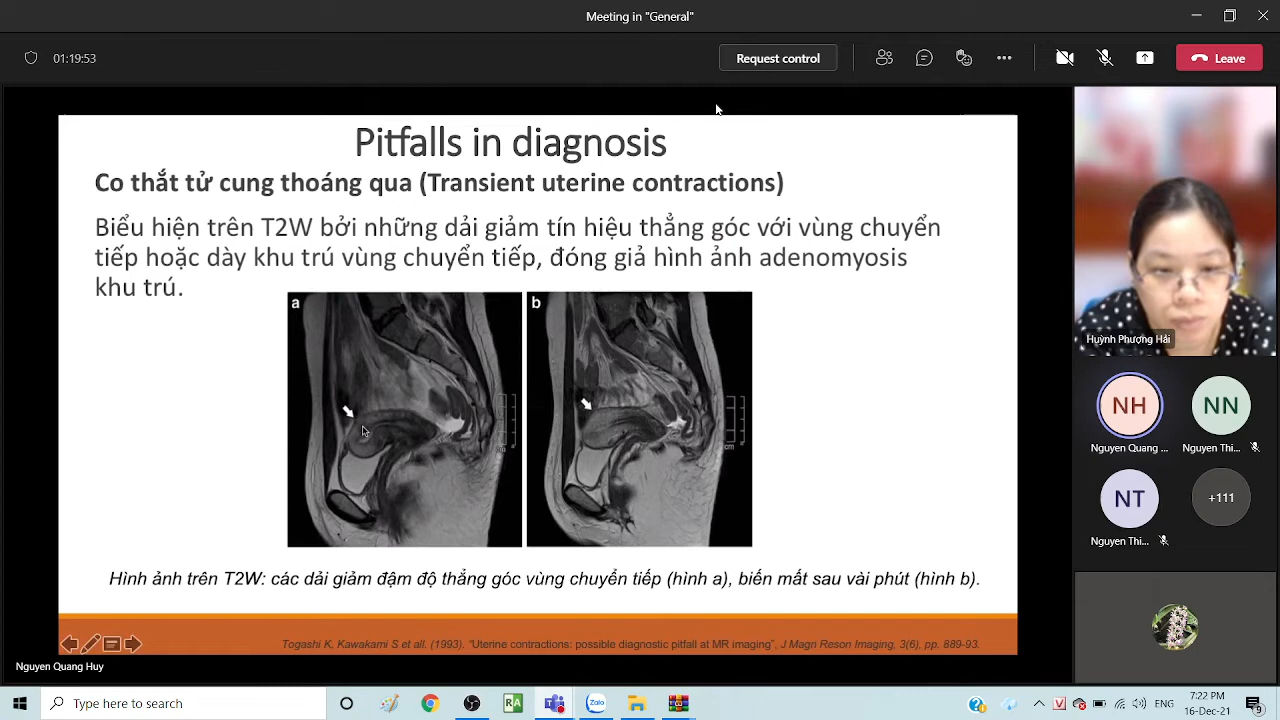 Meeting in "General"
01:19:53
Request control
Leave
Pitfalls in diagnosis
Co thắt tử cung thoáng qua (Transient uterine contractions)
Biểu hiện trên T2W bởi những dải giảm tín hiệu thẳng góc với vùng chuyển
tiếp hoặc dày khu trú vùng chuyển tiếp, đóng giả hình ảnh adenomyosis
khu trú.
a
b
cm
Hình ảnh trên T2W: các dải giảm đậm độ thẳng góc vùng chuyển tiếp (hình a), biến mất sau vài phút (hình b).
Togashi K, Kawakami S et all. (1993). "Uterine contractions: possible diagnostic pitfall at MR imaging", J Magn Reson Imaging, 3(6), pp. 889-93.
Nguyen Quang Huy
Huỳnh Phượng Hải
NH
NN
Nguyen Quang ...
Nguyen Thi...
NT
+111
Nguyen Thi...
Type here to search
RA
Zalo
V
ENG
7:22 PM
16-Dec-21
9